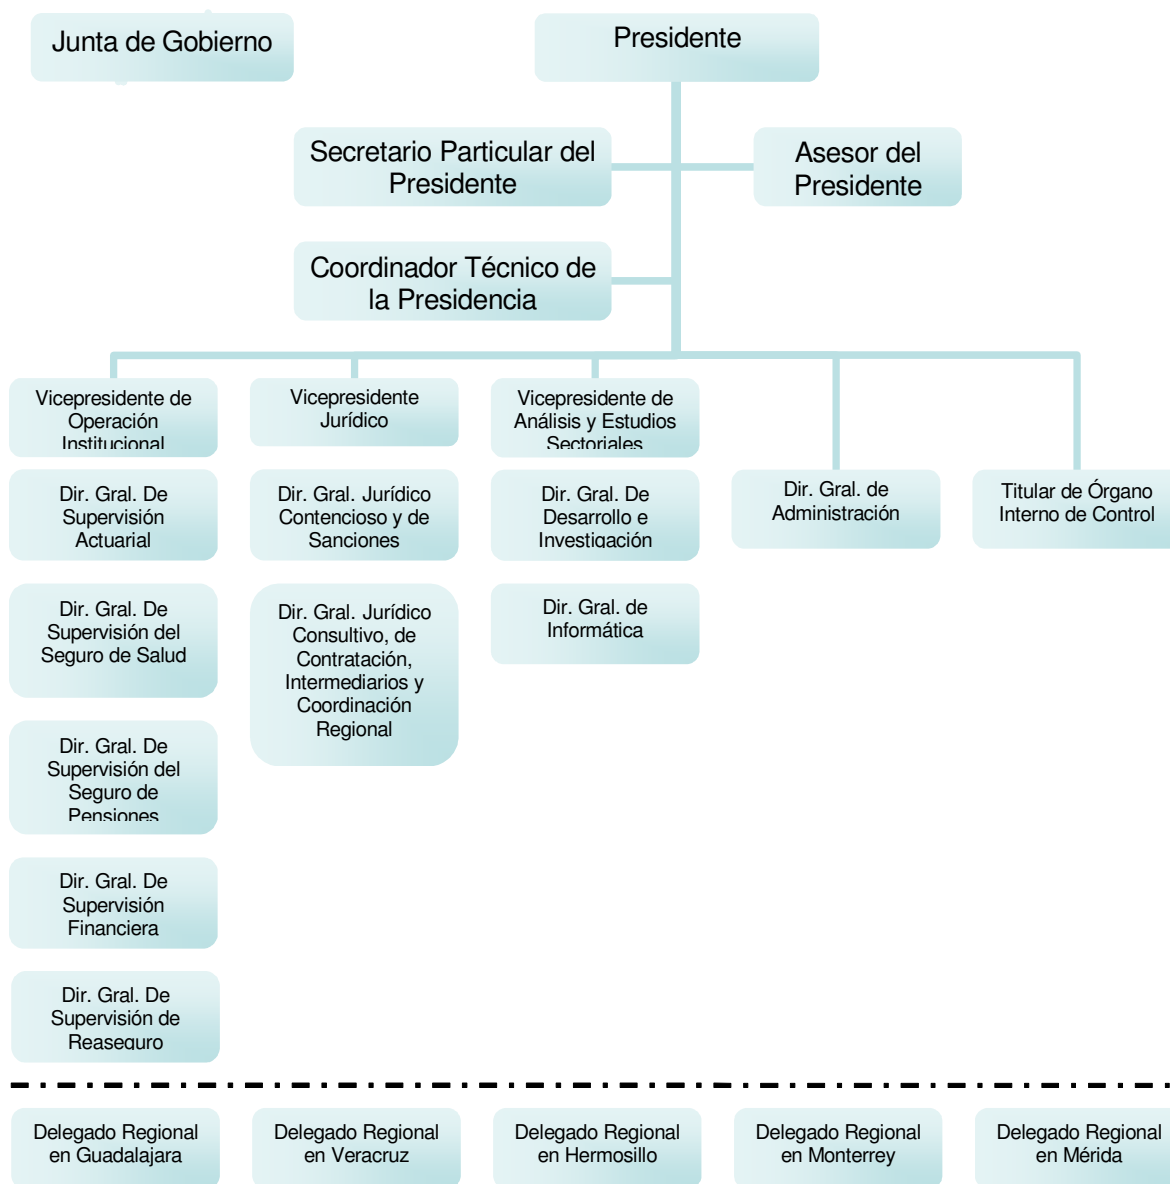 Junta de Gobierno
Presidente
Secretario Particular del
Presidente
Asesor del
Presidente
Coordinador Técnico de
la Presidencia
Vicepresidente de
Operación
Institucional
Vicepresidente
Jurídico
Vicepresidente de
Análisis y Estudios
Sectoriales
Dir. Gral. De
Supervisión
Actuarial
Dir. Gral. Jurídico
Contencioso y de
Sanciones
Dir. Gral. De
Desarrollo e
Investigación
Dir. Gral. de
Administración
Titular de Órgano
Interno de Control
Dir. Gral. De
Supervisión del
Seguro de Salud
Dir. Gral. Jurídico
Consultivo, de
Contratación,
Intermediarios y
Coordinación
Regional
Dir. Gral. de
Informática
Dir. Gral. De
Supervisión del
Seguro de
Pensiones
Dir. Gral. De
Supervisión
Financiera
Dir. Gral. De
Supervisión de
Reaseguro
Delegado Regional
en Guadalajara
Delegado Regional
en Veracruz
Delegado Regional
en Hermosillo
Delegado Regional
en Monterrey
Delegado Regional
en Mérida